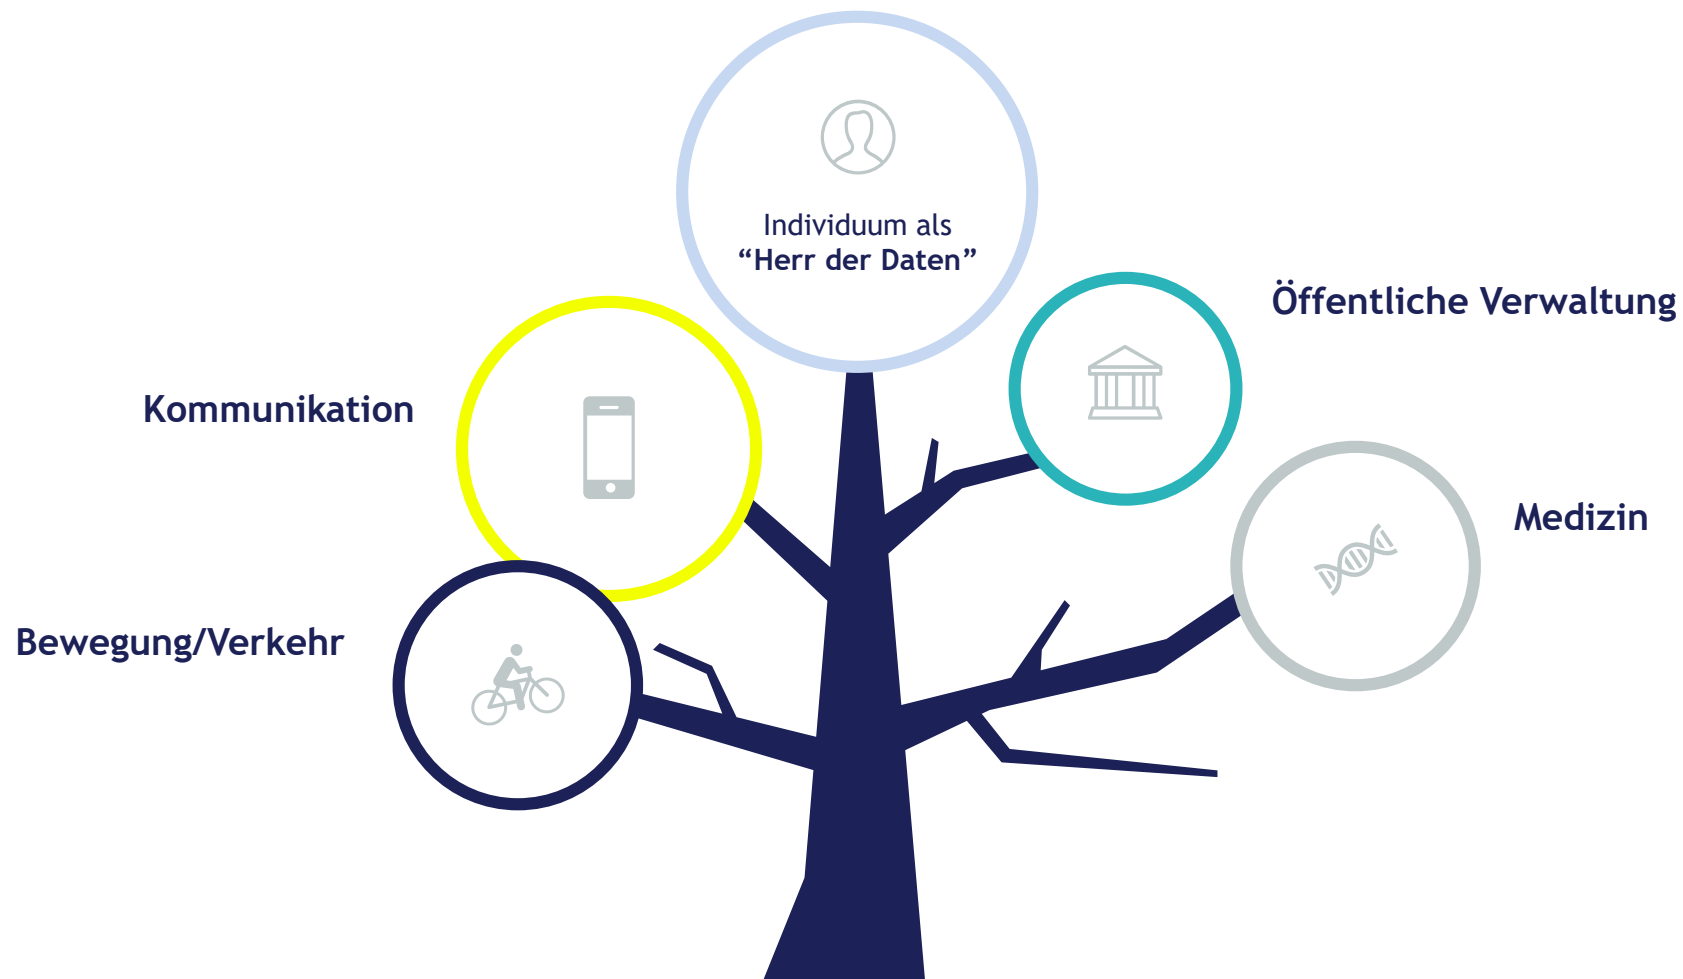 Individuum als
“Herr der Daten”
Öffentliche Verwaltung
Kommunikation
Medizin
Bewegung/Verkehr